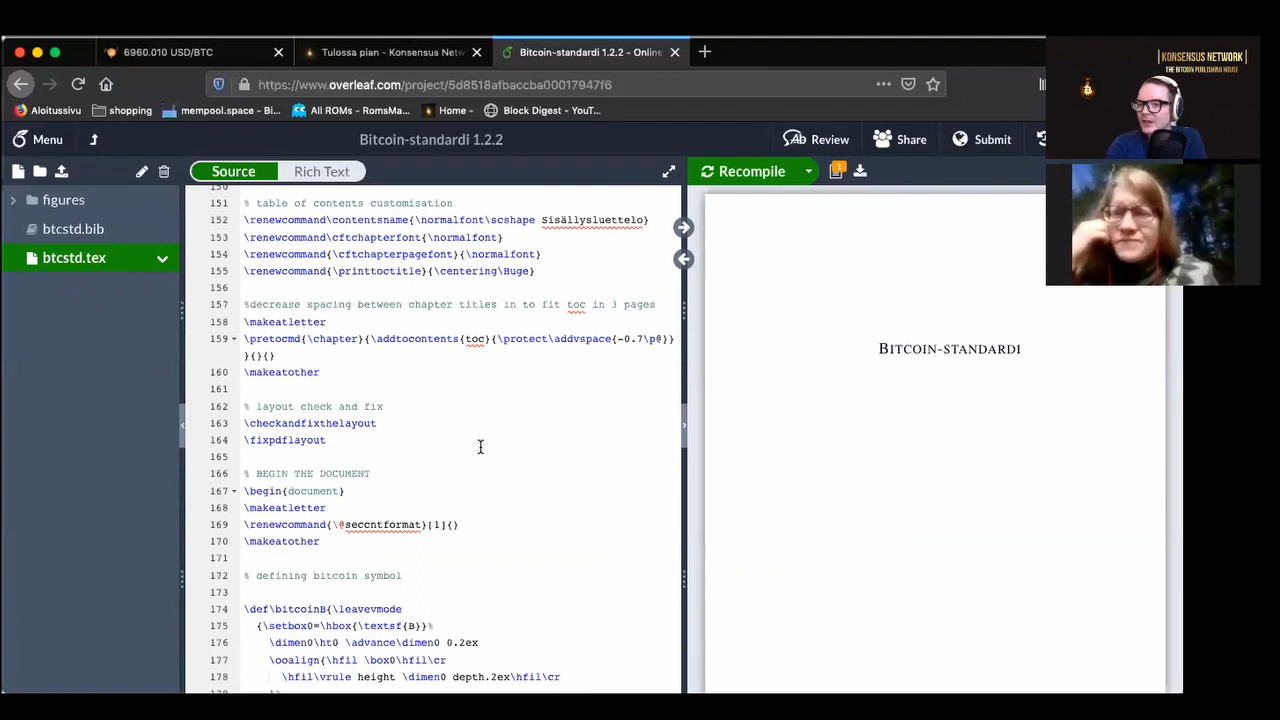 6960.010 USD/BTC
Tulossa pian - Konsensus Netw
Bitcoin-standardi 1.2.2 - Online
https://www.overleaf.com/project/5d8518afbaccba00017947f6
Aloitussivu
shopping
mempool.space - Bi...
All ROMs - RomsMa...
Home -
Block Digest - YouT...
| KONSENSUS NETWORK |
THE BITCOIN PUBLISHING HOUSE
Menu
Bitcoin-standardi 1.2.2
Review
Share
Submit
Source
Rich Text
Recompile
1
figures
btcstd.bib
btcstd.tex
150
151 % table of contents customisation
152 \renewcommand\contentsname{\normalfont\scshape Sisällysluettelo}
153 \renewcommand\cftchapterfont{\normalfont}
154 \renewcommand\cftchapterpagefont{\normalfont}
155 \renewcommand{\printtoctitle}{\centering\Huge}
156
157 %decrease spacing between chapter titles in to fit toc in 3 pages
158 \makeatletter
159 \pretocmd{\chapter}{\addtocontents{toc}{\protect\addvspace{-0.7\p@}}
}{}{}
160 \makeatother
161
162 % layout check and fix
163 \checkandfixthelayout
164 \fixpdflayout
165
166 % BEGIN THE DOCUMENT
167 \begin{document}
168 \makeatletter
169 \renewcommand{\@seccntformat}[1]{}
170 \makeatother
171
172 % defining bitcoin symbol
173
174 \def\bitcoinB{\leavevmode
175 {\setbox0=\hbox{\textsf{B}}%
176 \dimen0\ht0 \advance\dimen0 0.2ex
177 \ooalign{\hfil \box0\hfil\cr
178 \hfil\vrule height \dimen0 depth.2ex\hfil\cr
BITCOIN-STANDARDI